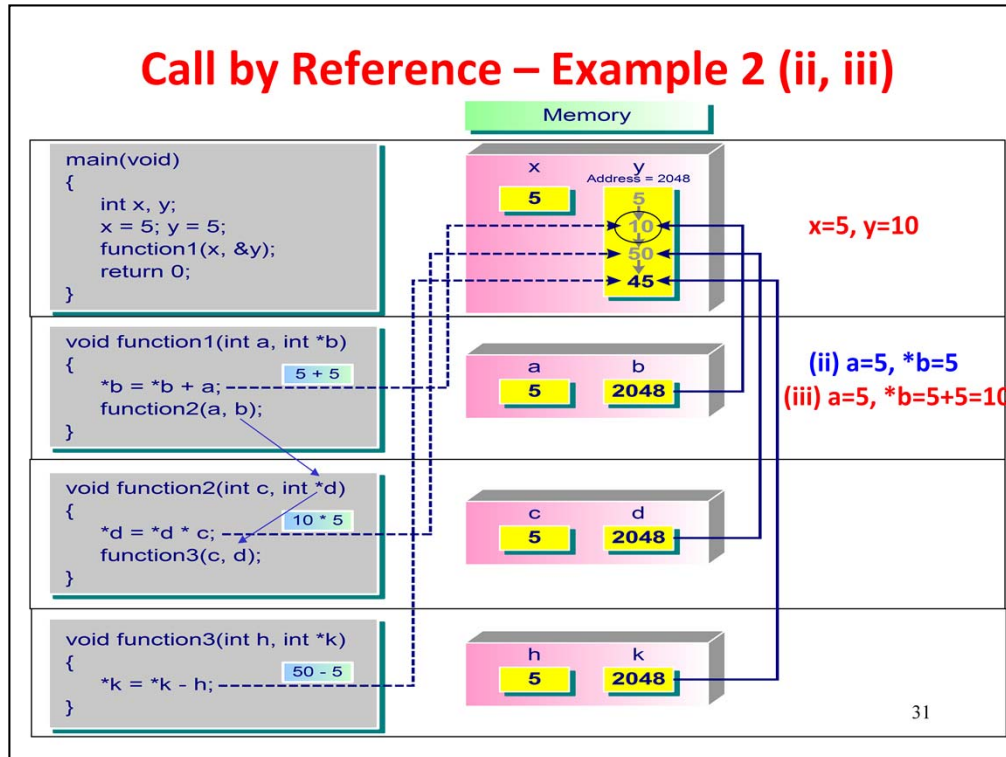 Call by Reference – Example 2 (ii, iii)
Memory
main(void)
{
int x, y;
x = 5; y = 5;
function1(x, &y);
return 0;
}
x
y
Address = 2048
5
5
10
50
45
x=5, y=10
void function1(int a, int *b)
{
*b = *b + a;
5 + 5
function2(a, b);
}
a
b
5
2048
(ii) a=5, *b=5
(iii) a=5, *b=5+5=10
void function2(int c, int *d)
{
*d = *d * c;
10 * 5
function3(c, d);
}
c
d
5
2048
void function3(int h, int *k)
{
*k = *k - h;
50 - 5
}
h
k
5
2048
31